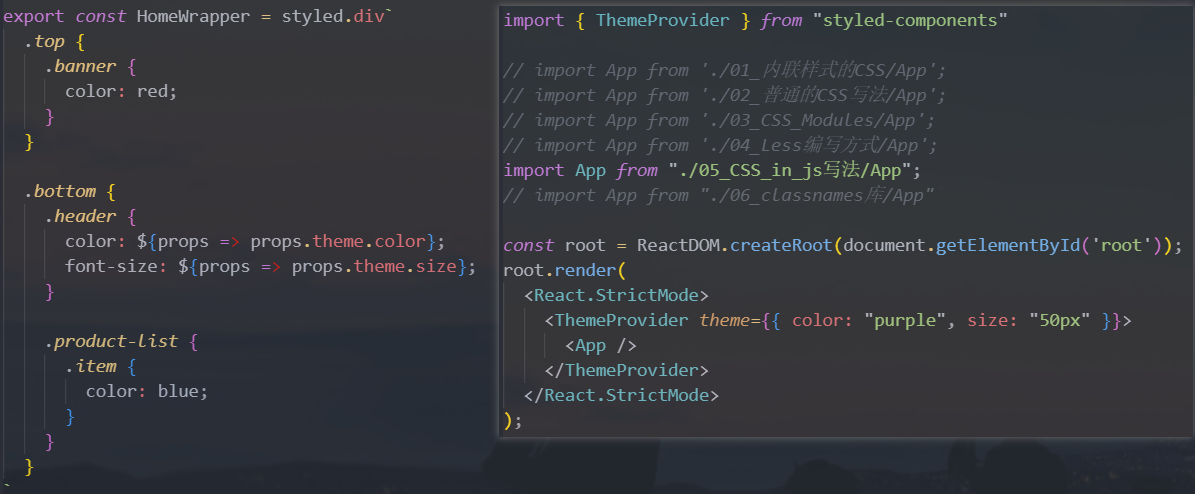 export const HomeWrapper = styled.div`
  .top {
    .banner {
      color: red;
    }
  }

  .bottom {
    .header {
      color: ${props => props.theme.color};
      font-size: ${props => props.theme.size};
    }

    .product-list {
      .item {
        color: blue;
      }
    }
  }
`
import { ThemeProvider } from "styled-components"

// import App from './01_内联样式的CSS/App';
// import App from './02_普通的CSS写法/App';
// import App from './03_CSS_Modules/App';
// import App from './04_Less编写方式/App';
import App from "./05_CSS_in_js写法/App";
// import App from "./06_classnames库/App"

const root = ReactDOM.createRoot(document.getElementById('root'));
root.render(
  <React.StrictMode>
    <ThemeProvider theme={{ color: "purple", size: "50px" }}>
      <App />
    </ThemeProvider>
  </React.StrictMode>
);